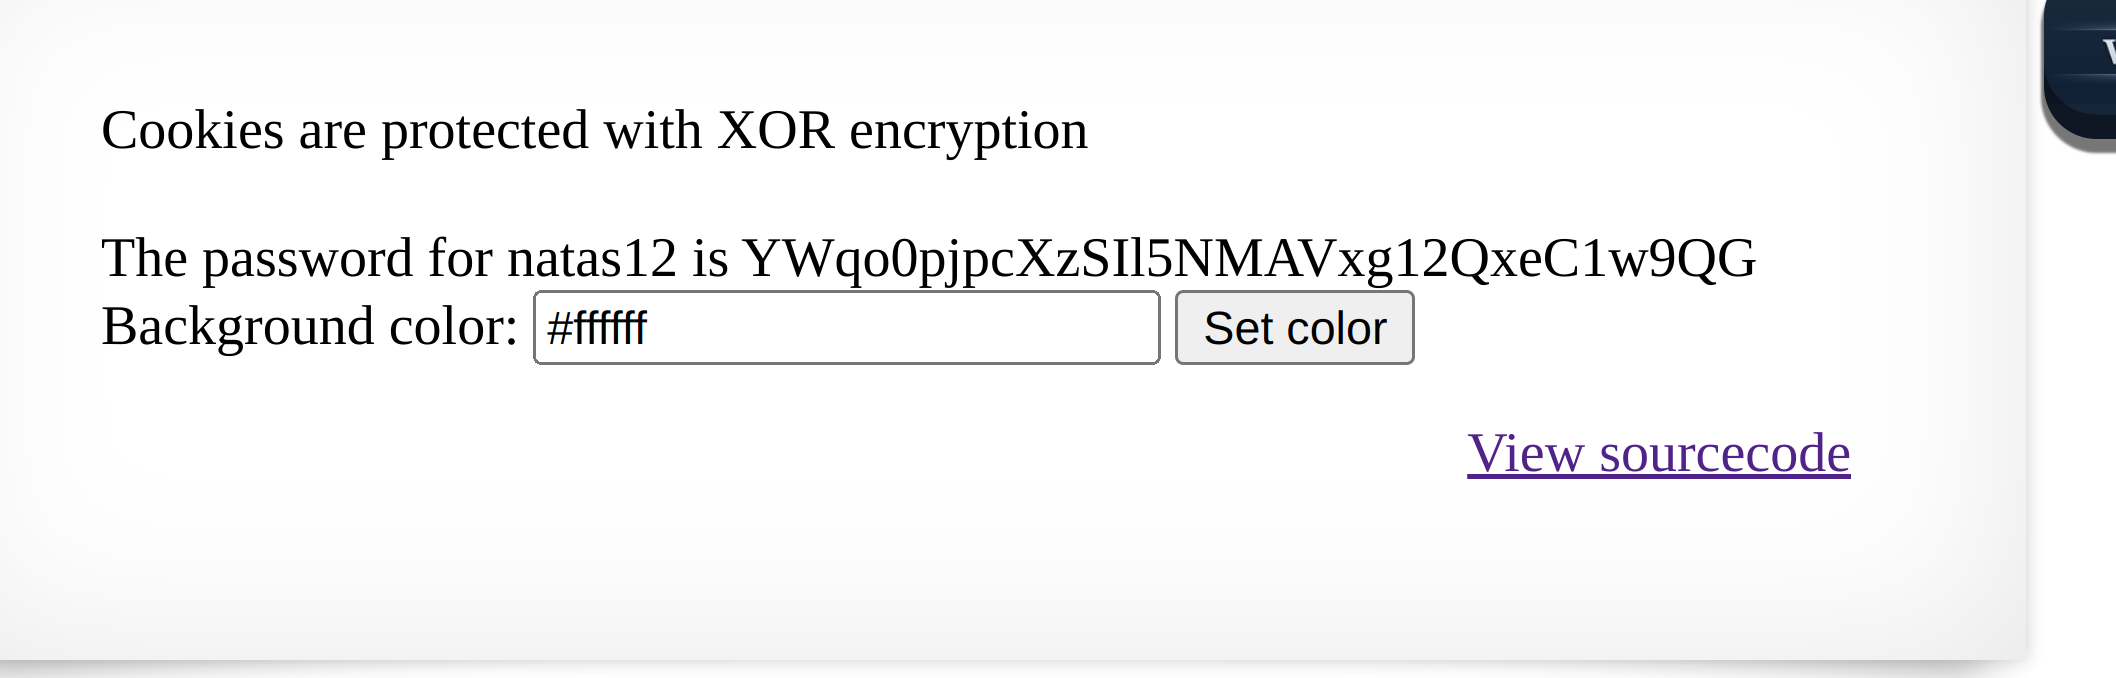 Cookies are protected with XOR encryption
The password for natas12 is YWqo0pjpcXzSIl5NMAVxg12QxeC1w9QG
Background color: #ffffff Set color
View sourcecode